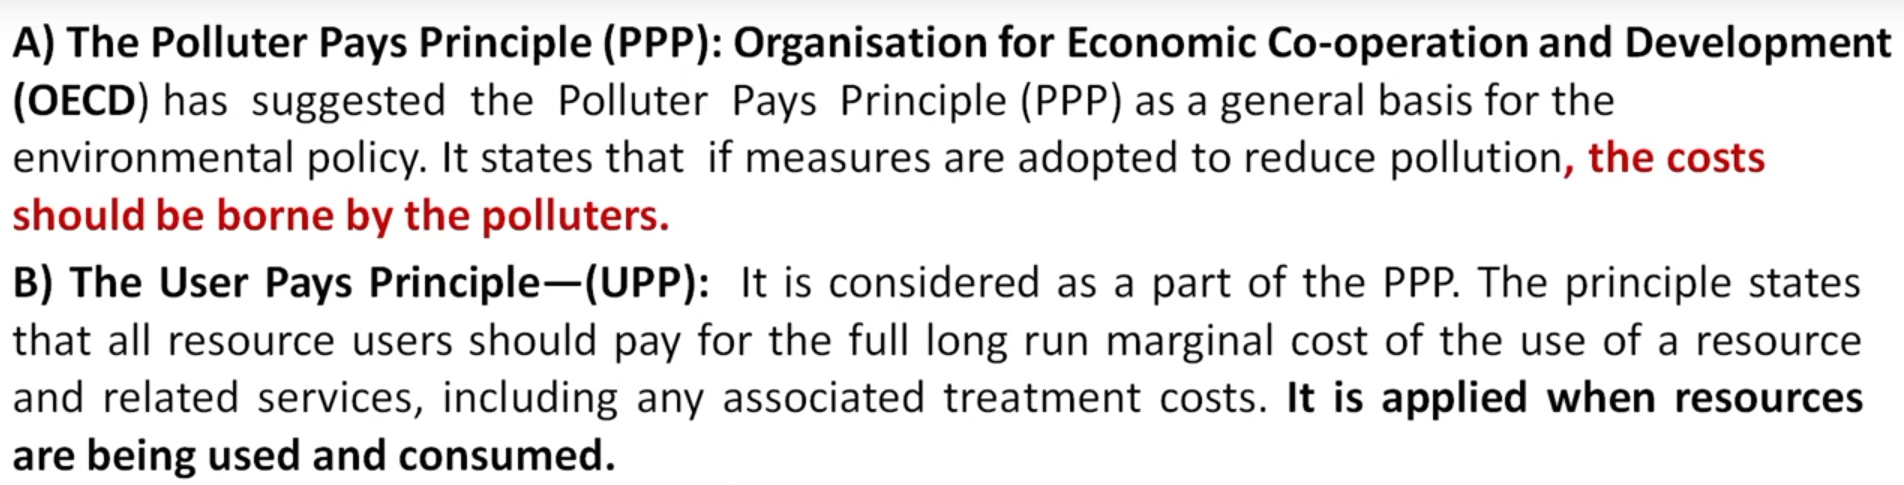 A) The Polluter Pays Principle (PPP): Organisation for Economic Co-operation and Development
(OECD) has suggested the Polluter Pays Principle (PPP) as a general basis for the
environmental policy. It states that if measures are adopted to reduce pollution, the costs
should be borne by the polluters.
B) The User Pays Principle—(UPP): It is considered as a part of the PPP. The principle states
that all resource users should pay for the full long run marginal cost of the use of a resource
and related services, including any associated treatment costs. It is applied when resources
are being used and consumed.